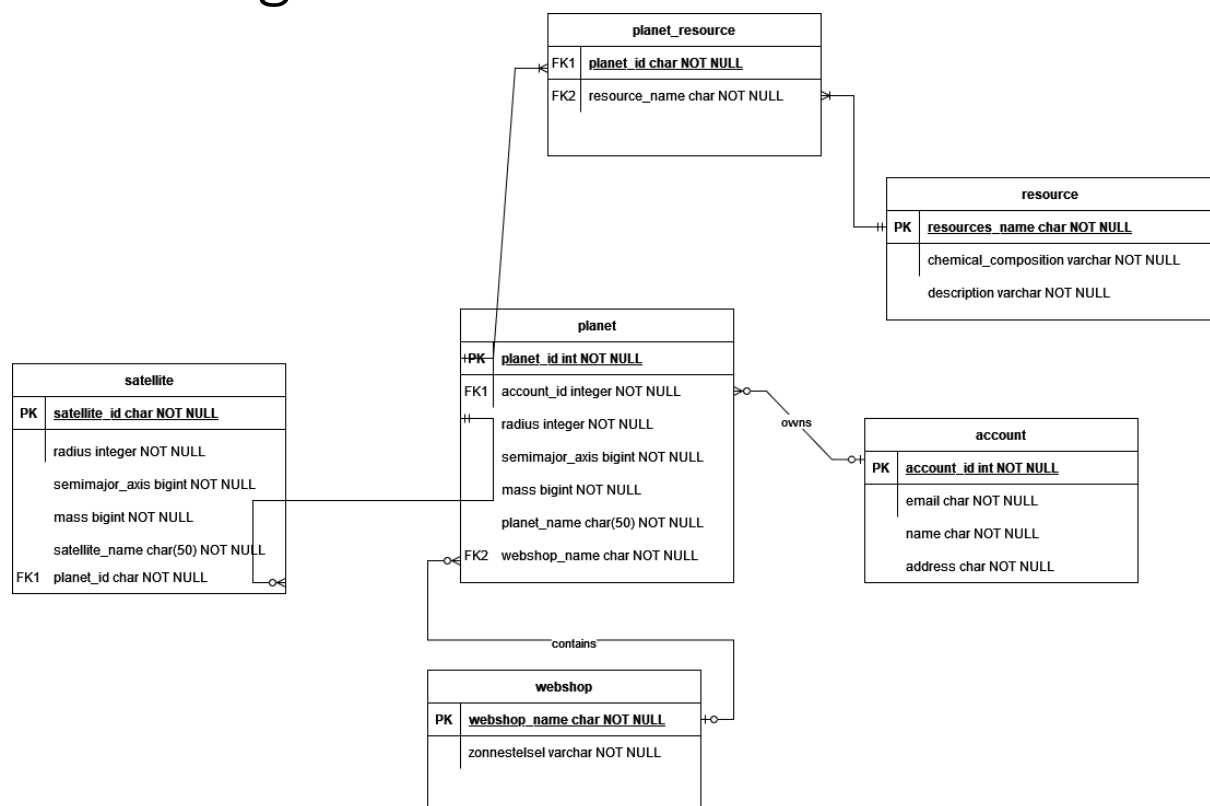 g
planet_resource
FK1 planet_id char NOT NULL
FK2 resource_name char NOT NULL
resource
PK resources_name char NOT NULL
chemical_composition varchar NOT NULL
description varchar NOT NULL
planet
PK planet_id int NOT NULL
FK1 account_id integer NOT NULL
radius integer NOT NULL
semimajor_axis bigint NOT NULL
mass bigint NOT NULL
planet_name char(50) NOT NULL
FK2 webshop_name char NOT NULL
satellite
PK satellite_id char NOT NULL
radius integer NOT NULL
semimajor_axis bigint NOT NULL
mass bigint NOT NULL
satellite_name char(50) NOT NULL
FK1 planet_id char NOT NULL
owns
account
PK account_id int NOT NULL
email char NOT NULL
name char NOT NULL
address char NOT NULL
contains
webshop
PK webshop_name char NOT NULL
zonnestelsel varchar NOT NULL